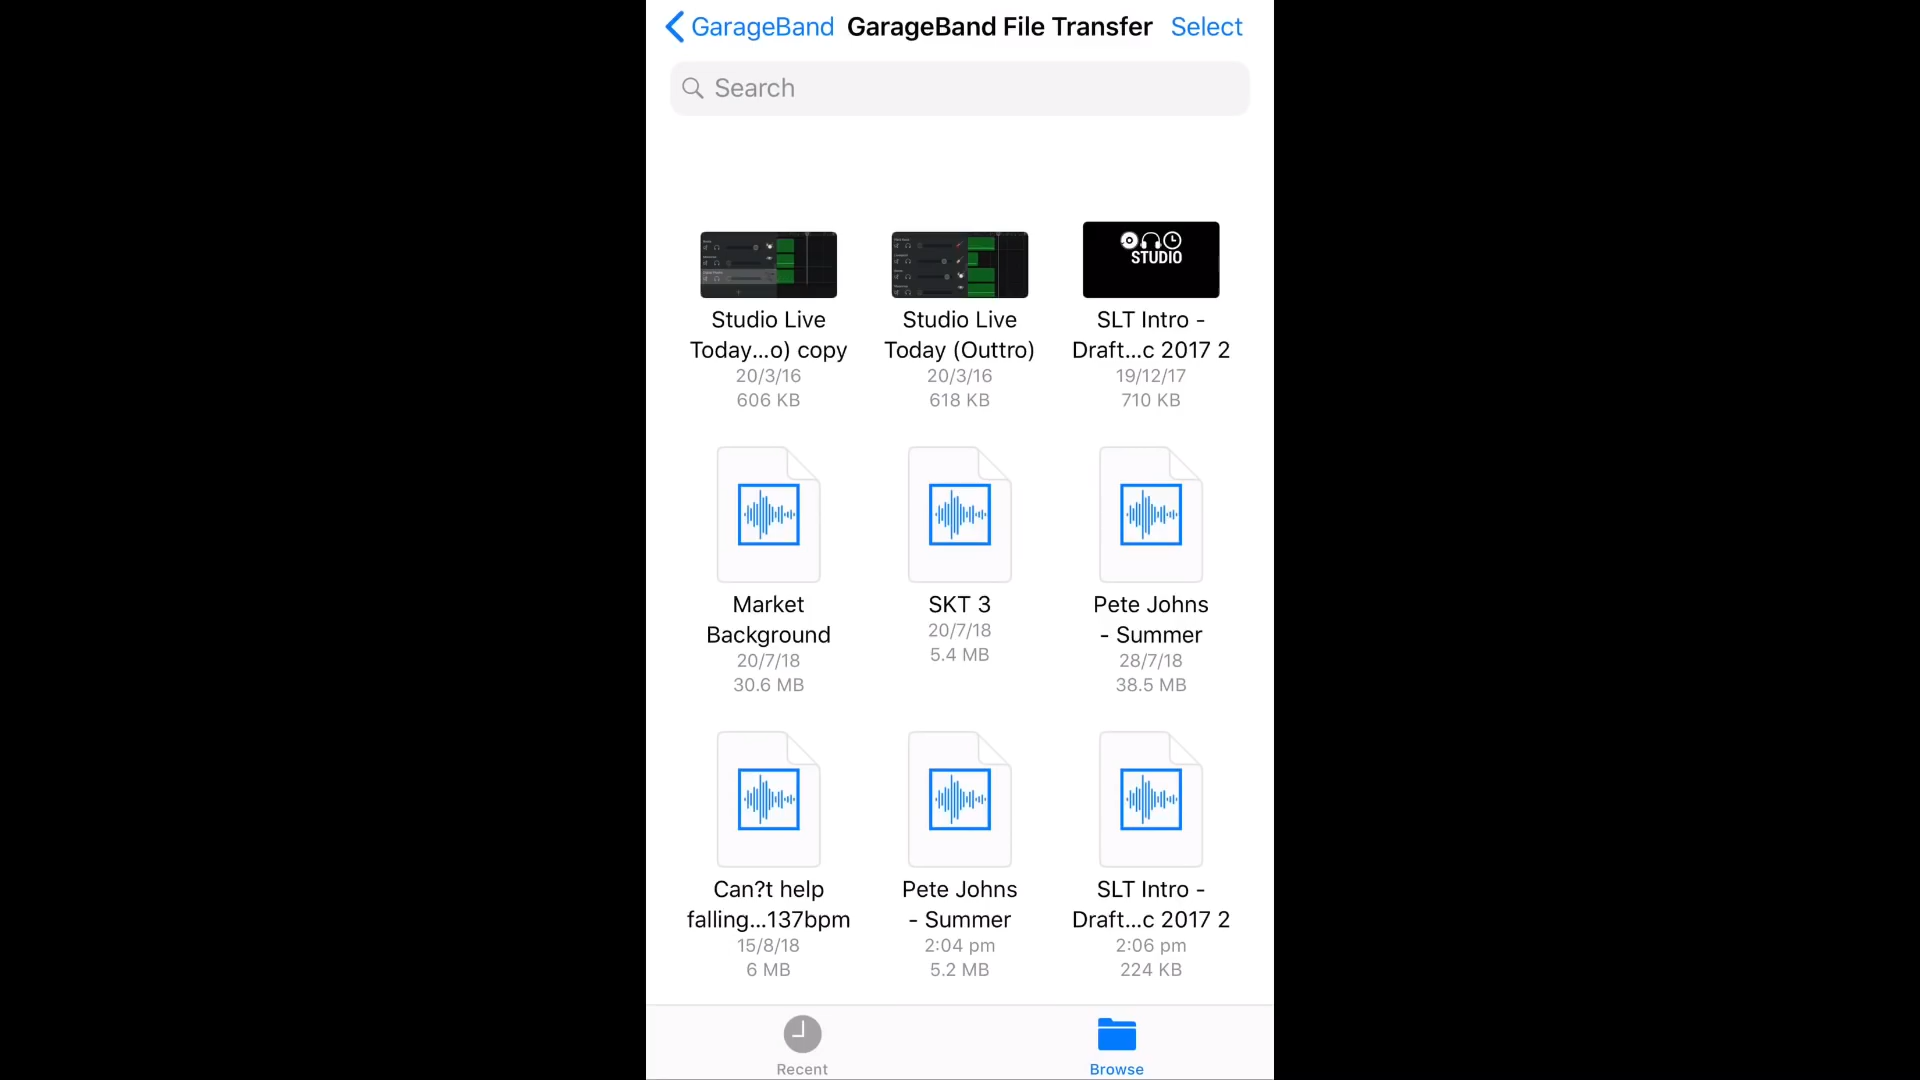 GarageBand GarageBand File Transfer Select
Search
STUDIO
Studio Live
Today...o) copy
20/3/16
606 KB
Studio Live
Today (Outtro)
20/3/16
618 KB
SLT Intro -
Draft...c 2017 2
19/12/17
710 KB
Market
Background
20/7/18
30.6 MB
SKT 3
20/7/18
5.4 MB
Pete Johns
- Summer
28/7/18
38.5 MB
Can?t help
falling...137bpm
15/8/18
6 MB
Pete Johns
- Summer
2:04 pm
5.2 MB
SLT Intro -
Draft...c 2017 2
2:06 pm
224 KB
Recent
Browse